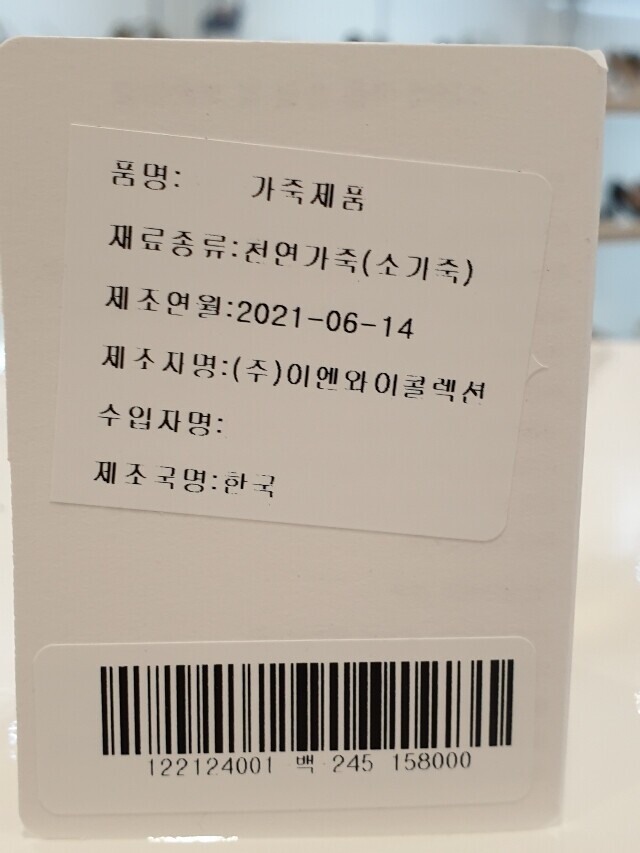 품명: 가죽제품
재료종류:천연가죽(소가죽)
제조연월:2021-06-14
제조자명:(주)이엔와이콜렉션
수입자명:
제조국명:한국
122124001 백 245 158000